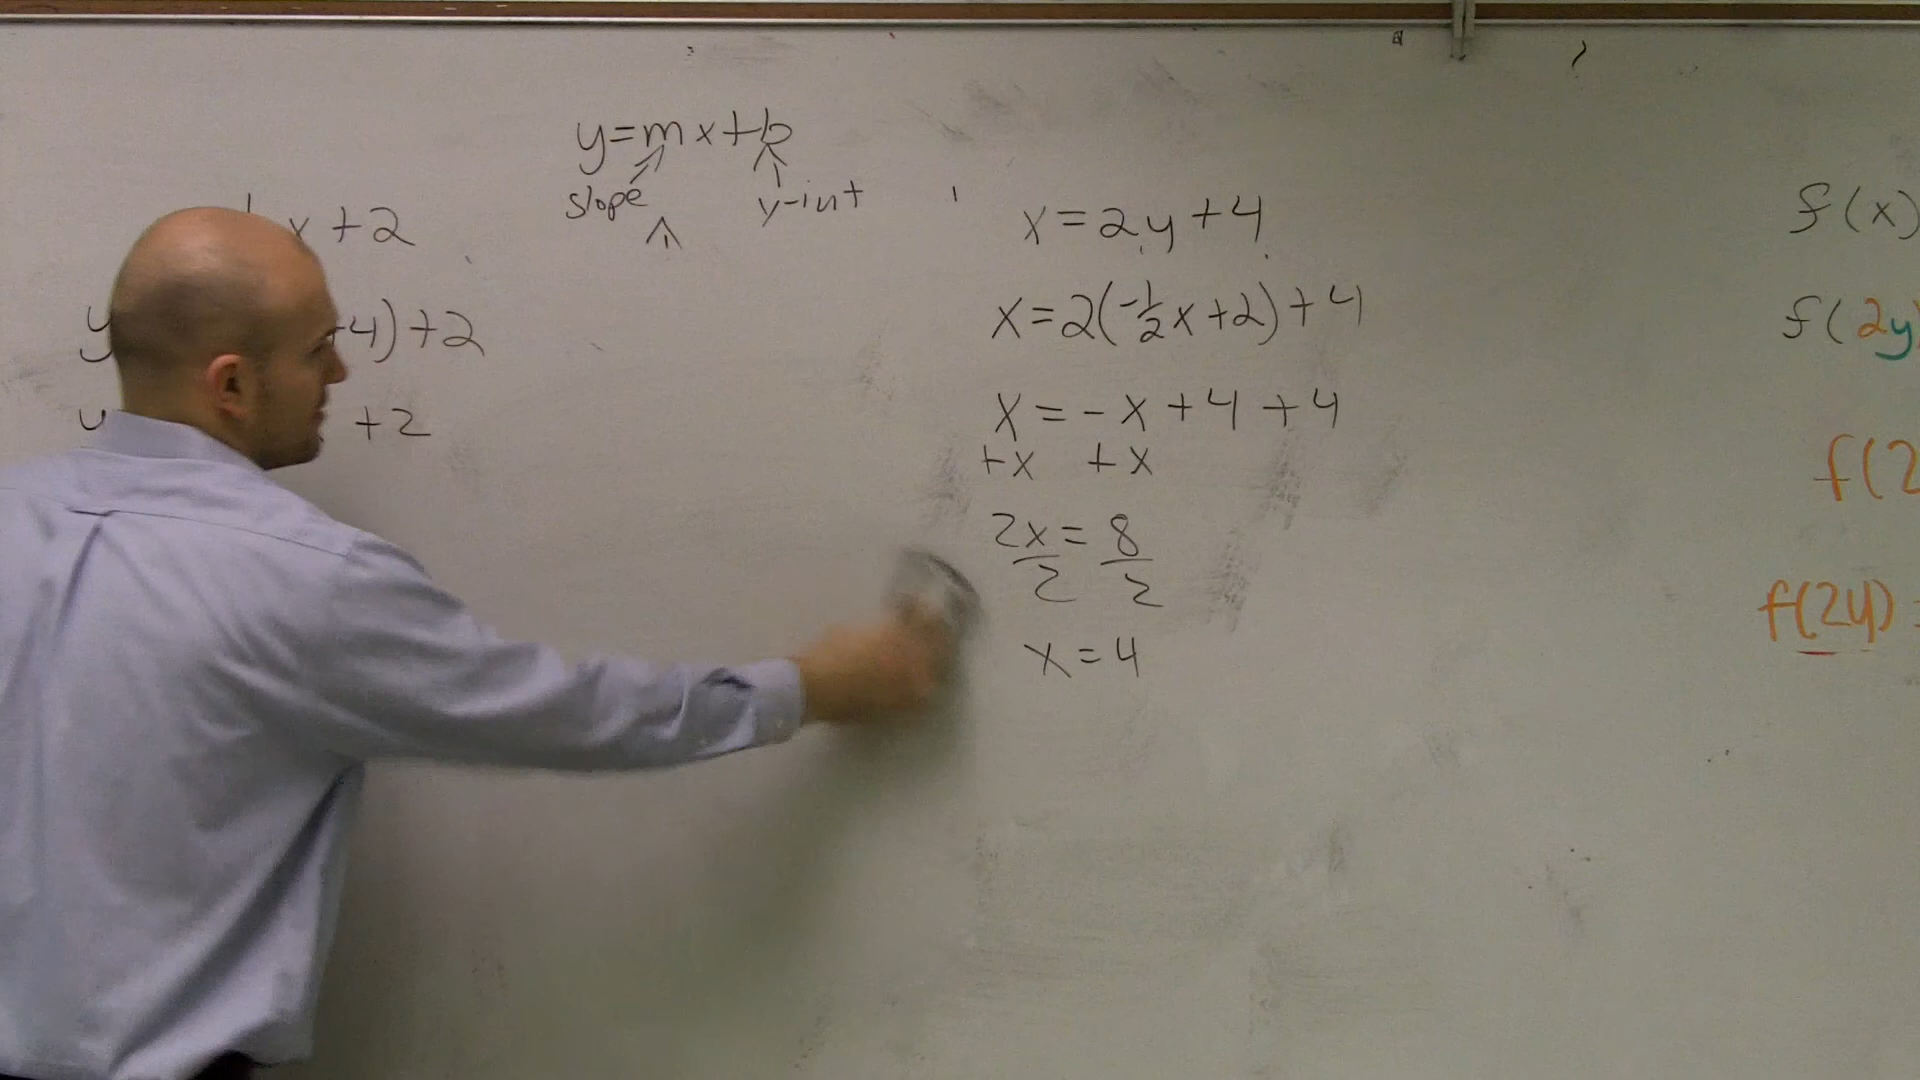 y=mx+b
slope y-int
x +2
y -4)+2
y +2
x=2y+4
x=2(-1/2x+2)+4
x=-x+4+4
+x +x
2x=8
2 2
x=4
f(x)
f(2y)
f(2
f(2y)=